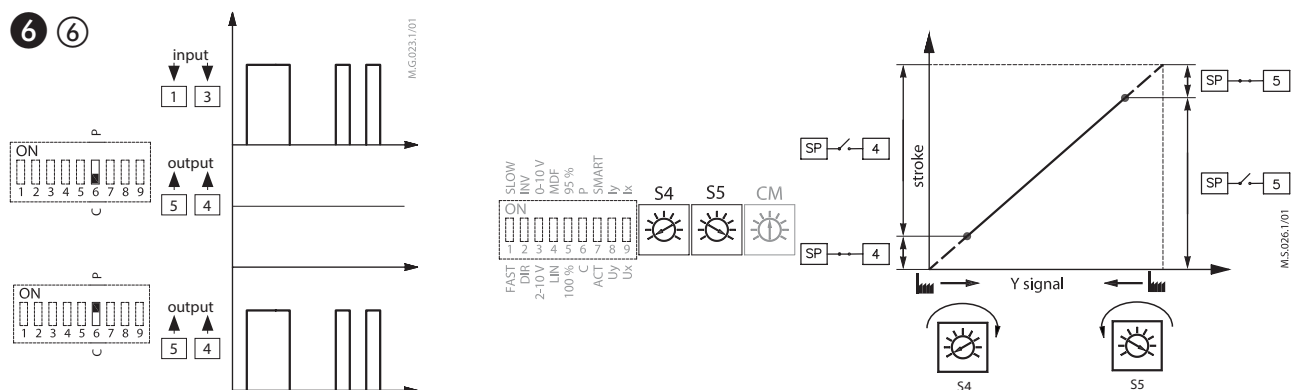 6 6
input
1 3
M.G.023.1/01
P
ON
1 2 3 4 5 6 7 8 9
C
output
5 4
P
ON
1 2 3 4 5 6 7 8 9
C
output
5 4
SLOW
INV
0-10 V
MDF
95 %
P
SMART
Iy
Ix
ON
1 2 3 4 5 6 7 8 9
FAST
DIR
2-10 V
LIN
100 %
C
ACT
Uy
Ux
S4 S5 CM
SP 4
SP 4
stroke
SP 5
SP 5
Y signal
M.S.026.1/01
S4 S5